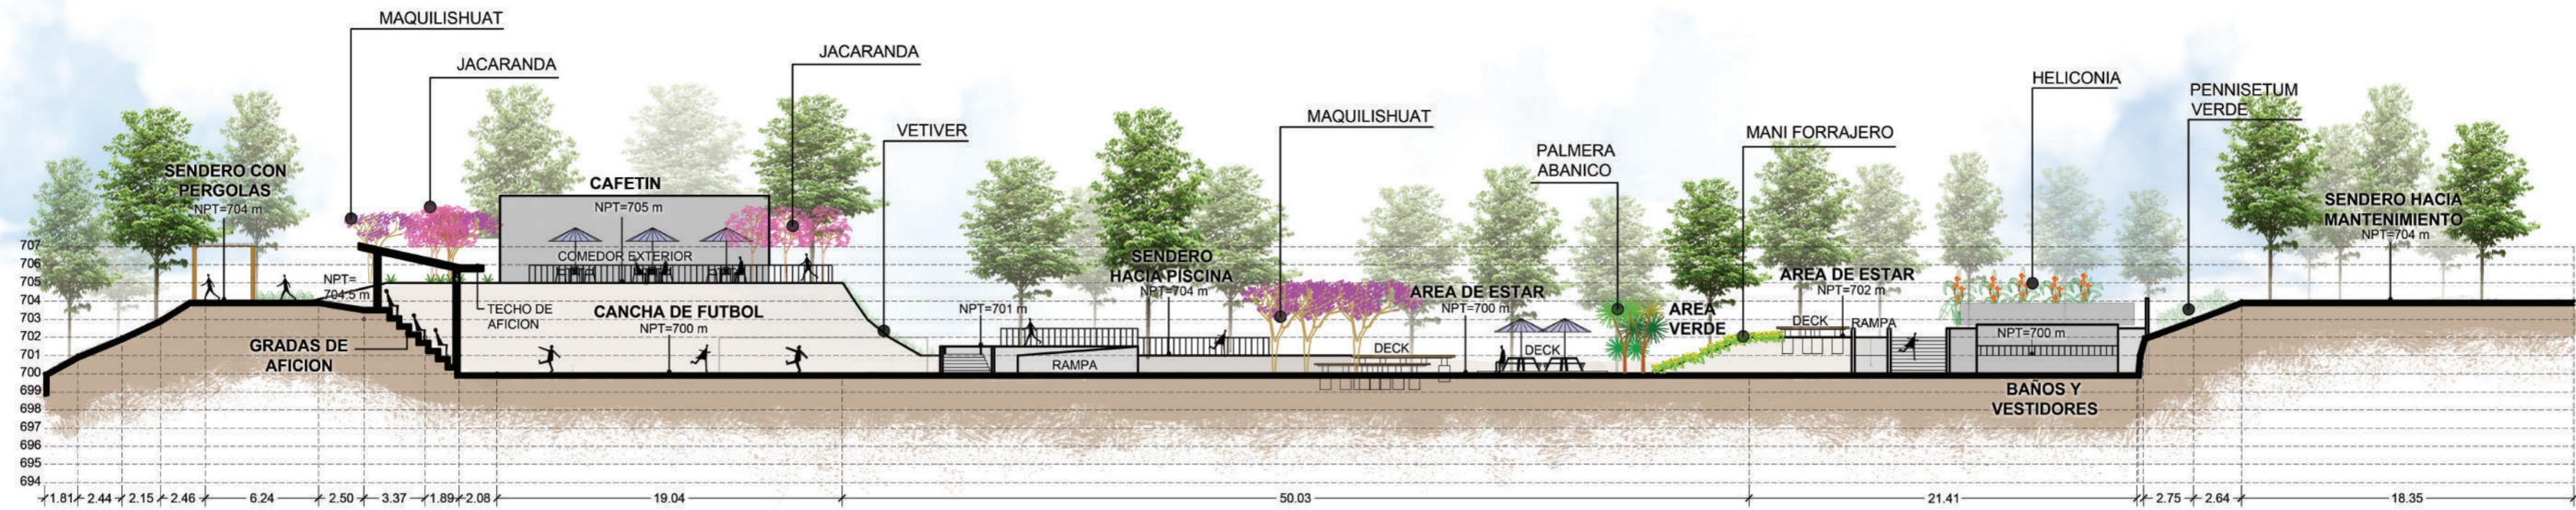 MAQUILISHUAT
JACARANDA
JACARANDA
VETIVER
MAQUILISHUAT
PALMERA
ABANICO
MANI FORRAJERO
HELICONIA
PENNISETUM
VERDE
SENDERO CON
PERGOLAS
NPT=704 m
CAFETIN
NPT=705 m
COMEDOR EXTERIOR
NPT=
704.5 m
TECHO DE
AFICION
CANCHA DE FUTBOL
NPT=700 m
GRADAS DE
AFICION
NPT=701 m
RAMPA
SENDERO
HACIA PISCINA
NPT=704 m
DECK
AREA DE ESTAR
NPT=700 m
DECK
AREA
VERDE
AREA DE ESTAR
NPT=702 m
DECK
RAMPA
NPT=700 m
BAÑOS Y
VESTIDORES
SENDERO HACIA
MANTENIMIENTO
NPT=704 m
707
706
705
704
703
702
701
700
699
698
697
696
695
694
1.81 2.44 2.15 2.46 6.24 2.50 3.37 1.89 2.08 19.04 50.03 21.41 2.75 2.64 18.35